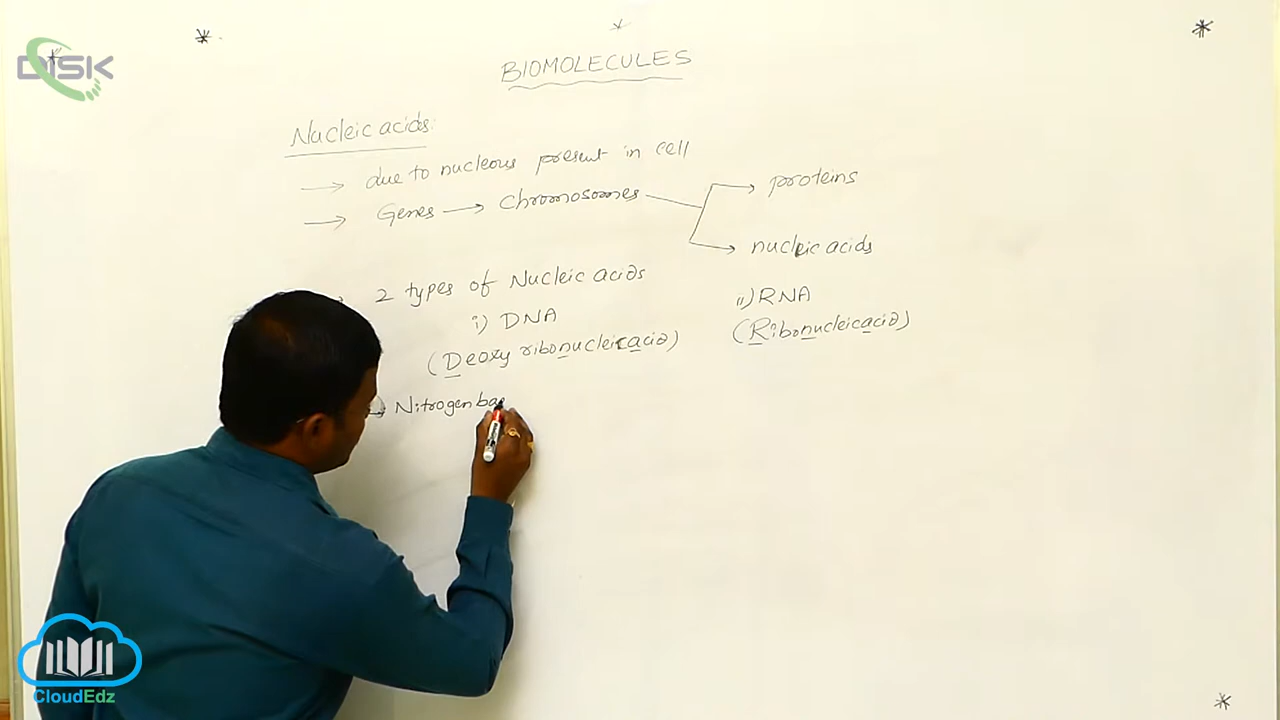 DISK
BIOMOLECULES
Nucleic acids:
→ due to nucleous present in cell
→ Genes → Chromosomes → proteins
→ nucleic acids
2 types of Nucleic acids
i) DNA ii) RNA
(Deoxy ribonucleicacid) (Ribonucleicacid)
→ Nitrogen ba
CloudEdz